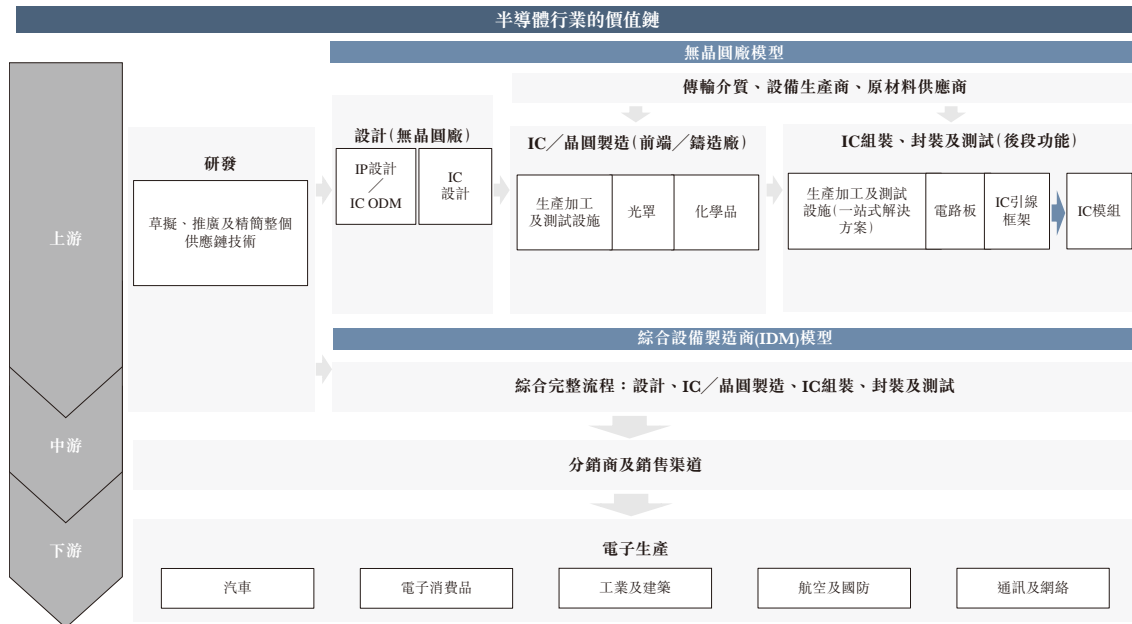 半導體行業的價值鏈
無晶圓廠模型
傳輸介質、設備生產商、原材料供應商
上游
研發
草擬、推廣及精簡整個
供應鏈技術
設計(無晶圓廠)
IP設計
／
IC ODM
IC
設計
IC／晶圓製造(前端／鑄造廠)
生產加工
及測試設施
光罩
化學品
IC組裝、封裝及測試(後段功能)
生產加工及測試
設施(一站式解決
方案)
電路板
IC引線
框架
IC模組
綜合設備製造商(IDM)模型
綜合完整流程：設計、IC／晶圓製造、IC組裝、封裝及測試
中游
分銷商及銷售渠道
下游
電子生產
汽車
電子消費品
工業及建築
航空及國防
通訊及網絡